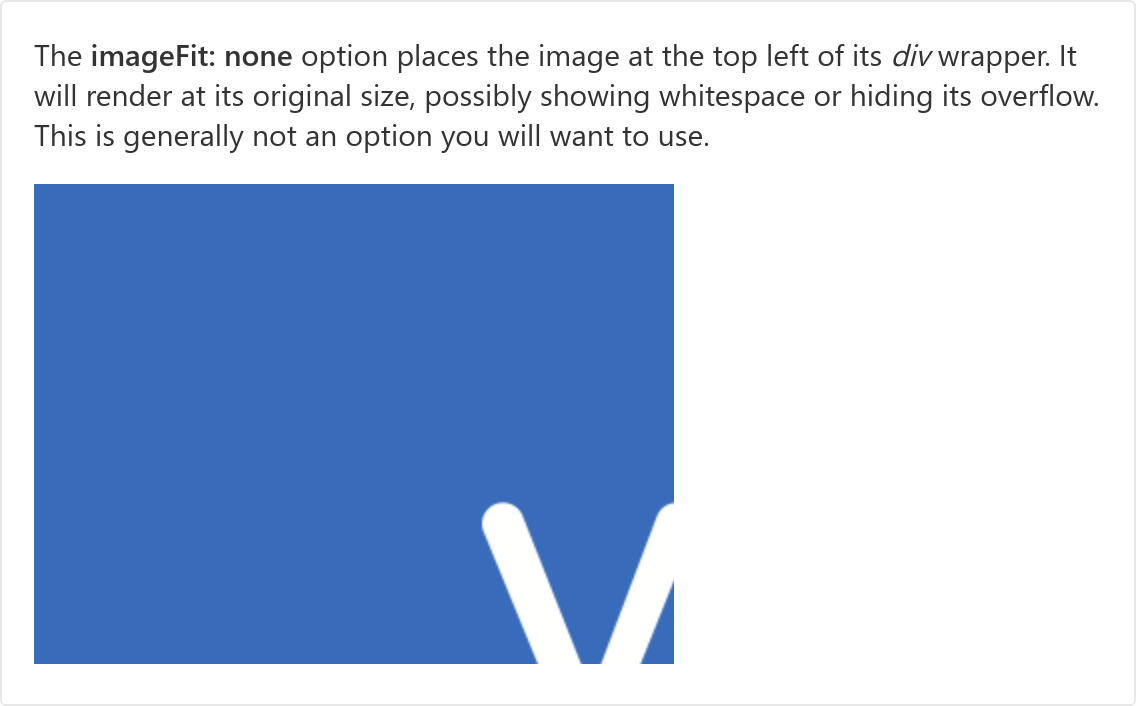 The imageFit: none option places the image at the top left of its div wrapper. It
will render at its original size, possibly showing whitespace or hiding its overflow.
This is generally not an option you will want to use.